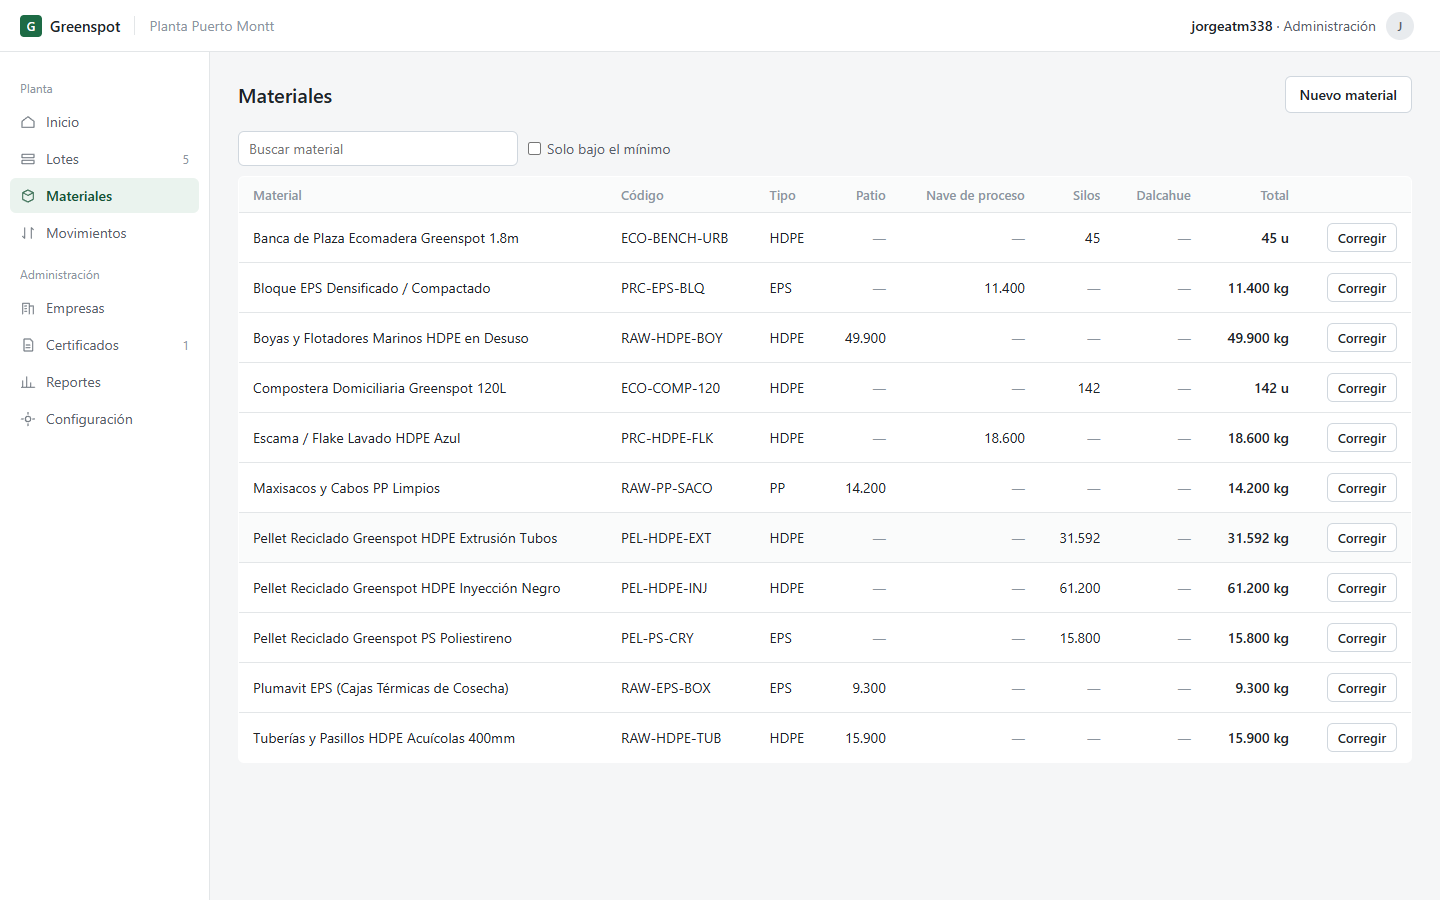 G Greenspot Planta Puerto Montt jorgeatm338 · Administración J
Planta
Inicio
Lotes 5
Materiales
Movimientos
Administración
Empresas
Certificados 1
Reportes
Configuración
Materiales Nuevo material
Buscar material Solo bajo el mínimo
Material Código Tipo Patio Nave de proceso Silos Dalcahue Total
Banca de Plaza Ecomadera Greenspot 1.8m ECO-BENCH-URB HDPE — — 45 — 45 u Corregir
Bloque EPS Densificado / Compactado PRC-EPS-BLQ EPS — 11.400 — — 11.400 kg Corregir
Boyas y Flotadores Marinos HDPE en Desuso RAW-HDPE-BOY HDPE 49.900 — — — 49.900 kg Corregir
Compostera Domiciliaria Greenspot 120L ECO-COMP-120 HDPE — — 142 — 142 u Corregir
Escama / Flake Lavado HDPE Azul PRC-HDPE-FLK HDPE — 18.600 — — 18.600 kg Corregir
Maxisacos y Cabos PP Limpios RAW-PP-SACO PP 14.200 — — — 14.200 kg Corregir
Pellet Reciclado Greenspot HDPE Extrusión Tubos PEL-HDPE-EXT HDPE — — 31.592 — 31.592 kg Corregir
Pellet Reciclado Greenspot HDPE Inyección Negro PEL-HDPE-INJ HDPE — — 61.200 — 61.200 kg Corregir
Pellet Reciclado Greenspot PS Poliestireno PEL-PS-CRY EPS — — 15.800 — 15.800 kg Corregir
Plumavit EPS (Cajas Térmicas de Cosecha) RAW-EPS-BOX EPS 9.300 — — — 9.300 kg Corregir
Tuberías y Pasillos HDPE Acuícolas 400mm RAW-HDPE-TUB HDPE 15.900 — — — 15.900 kg Corregir